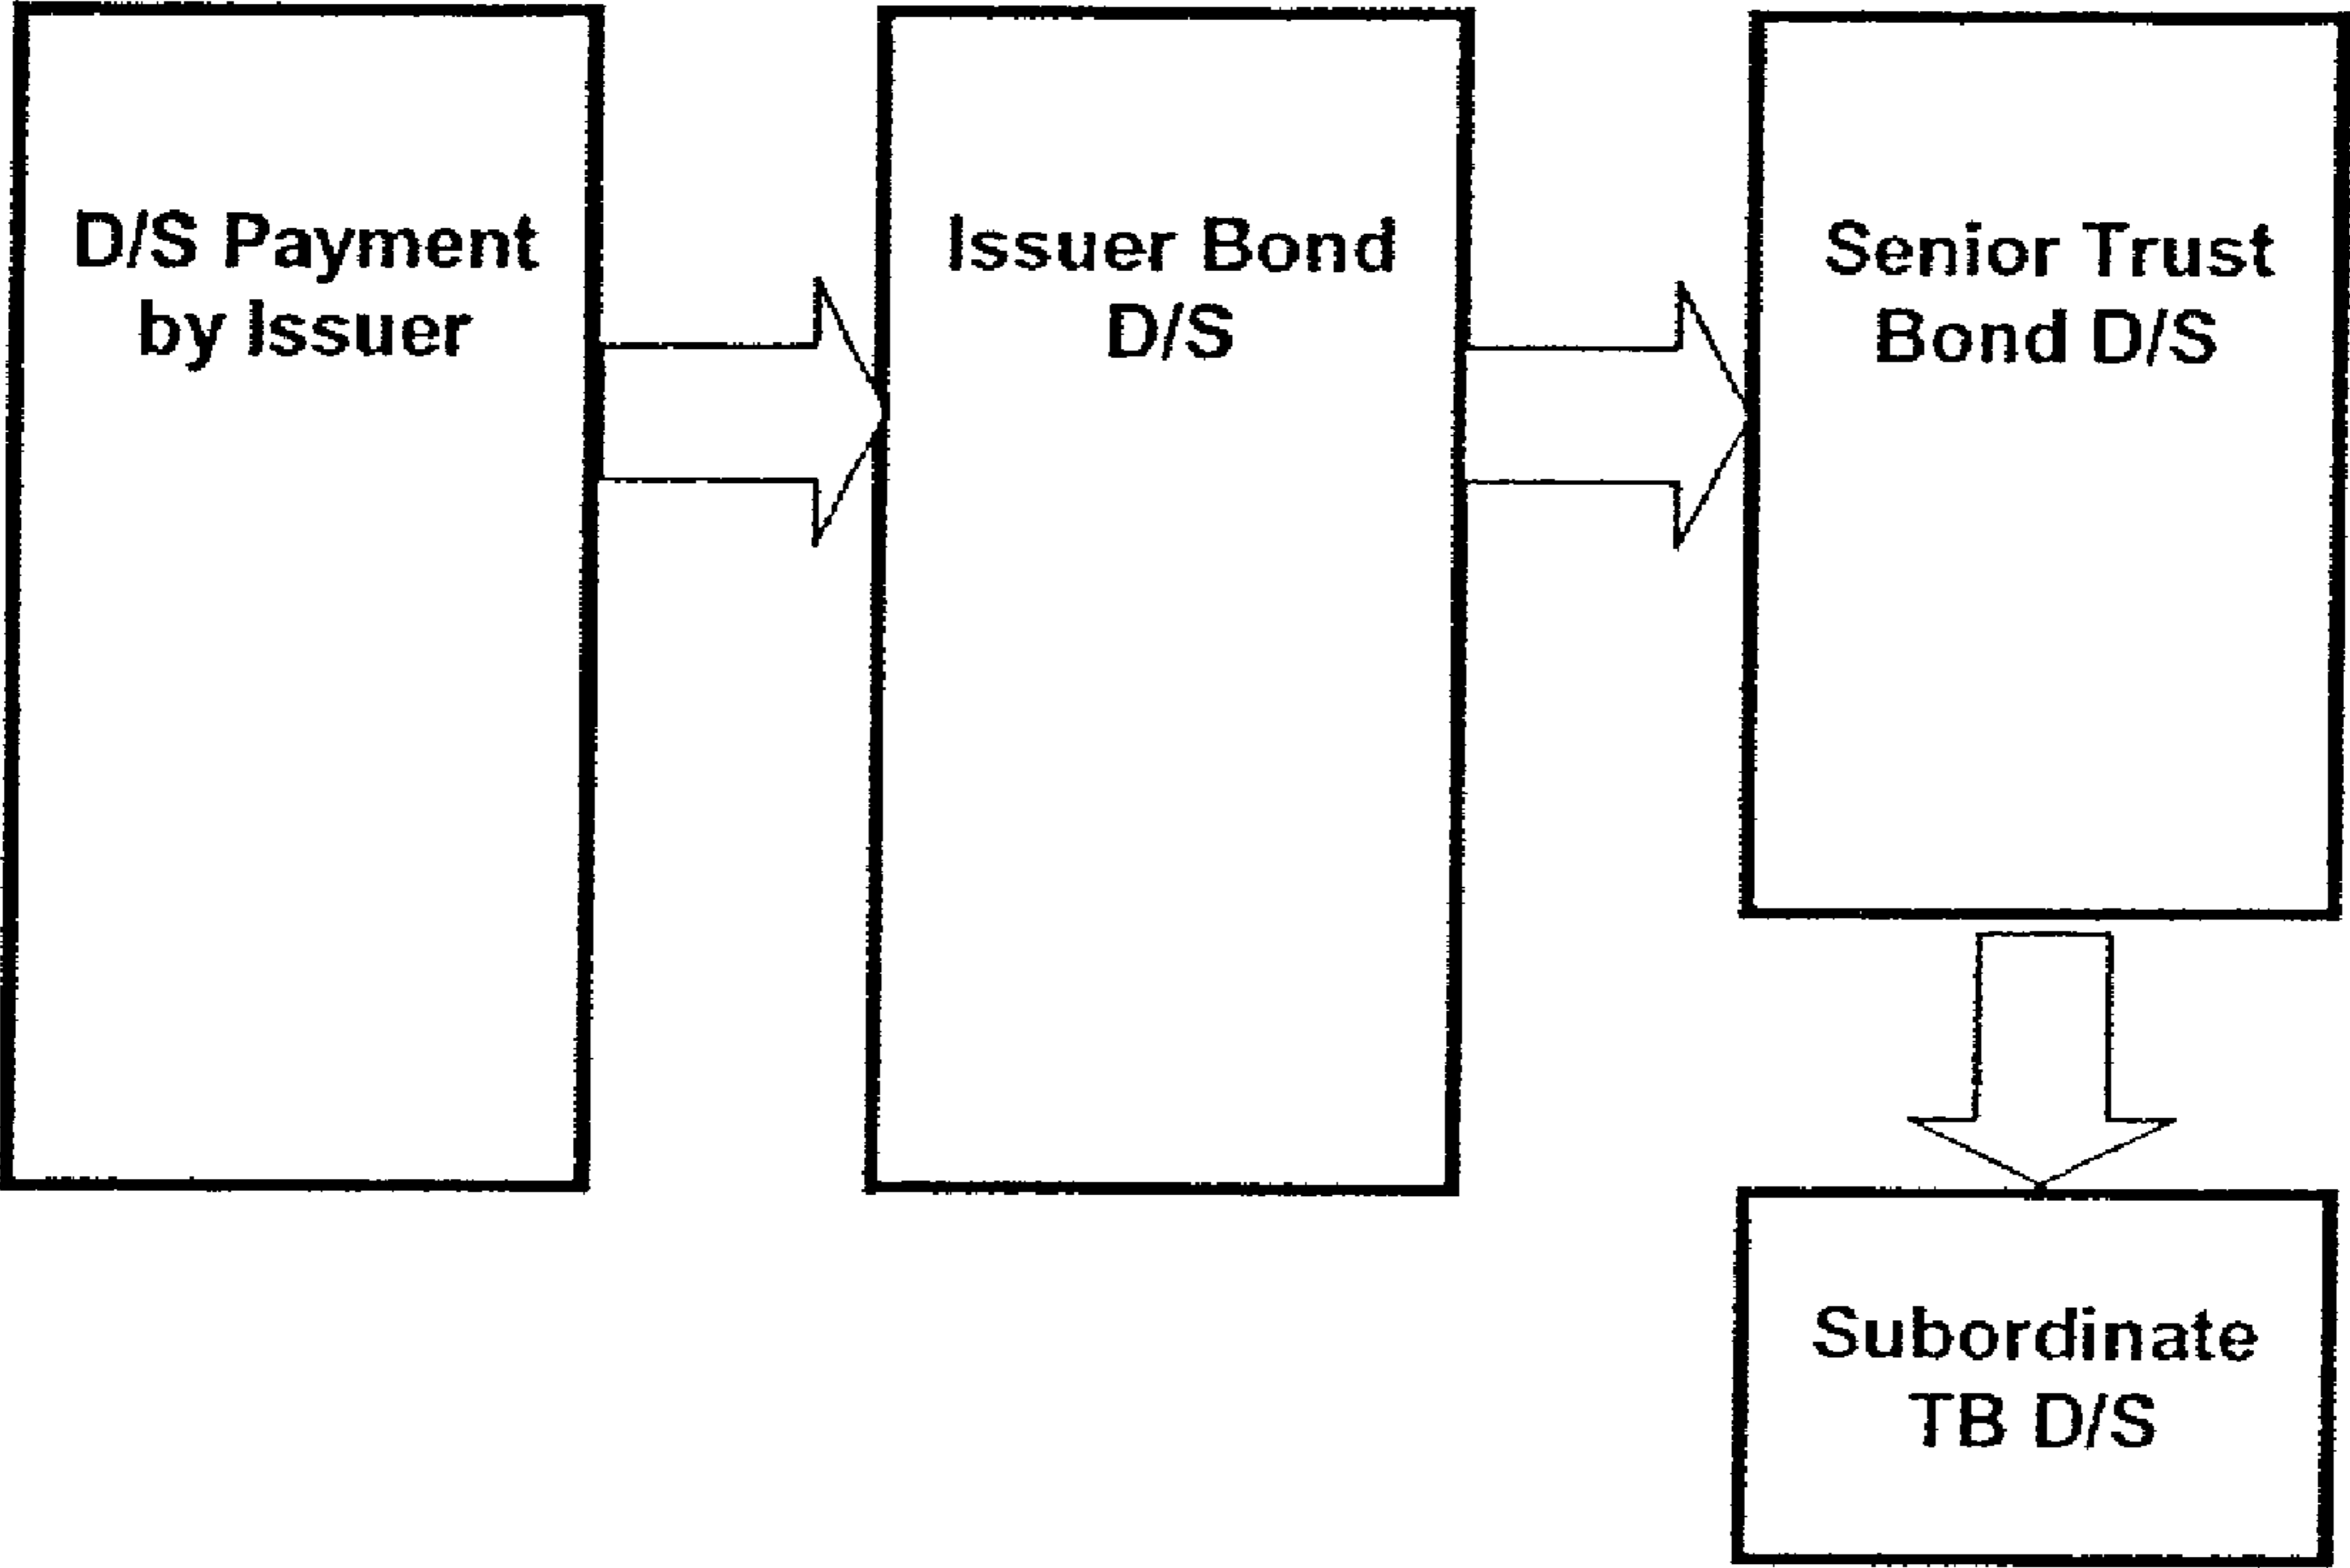 D/S Payment
by Issuer
Issuer Bond
D/S
Senior Trust
Bond D/S
Subordinate
TB D/S